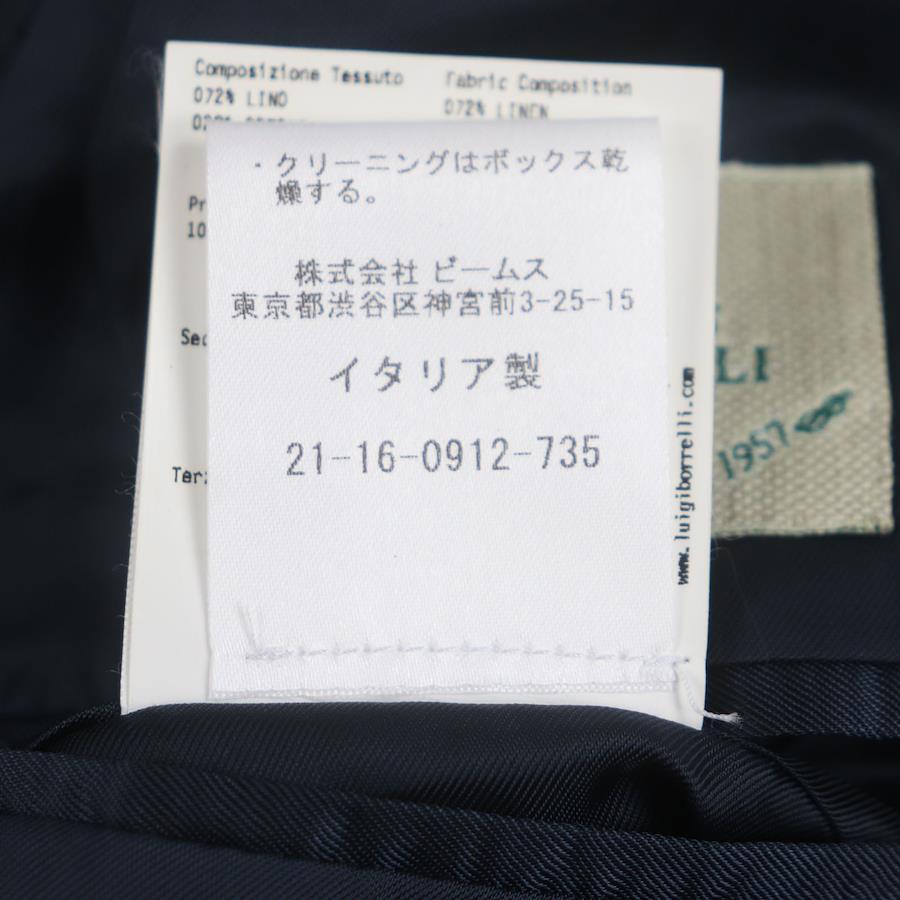 Composizione Tessuto
072% LINO
Fabric Composition
072% LINEN
・クリーニングはボックス乾
燥する。
株式会社 ビームス
東京都渋谷区神宮前3-25-15
イタリア製
21-16-0912-735
www.luigiborrelli.com
1957